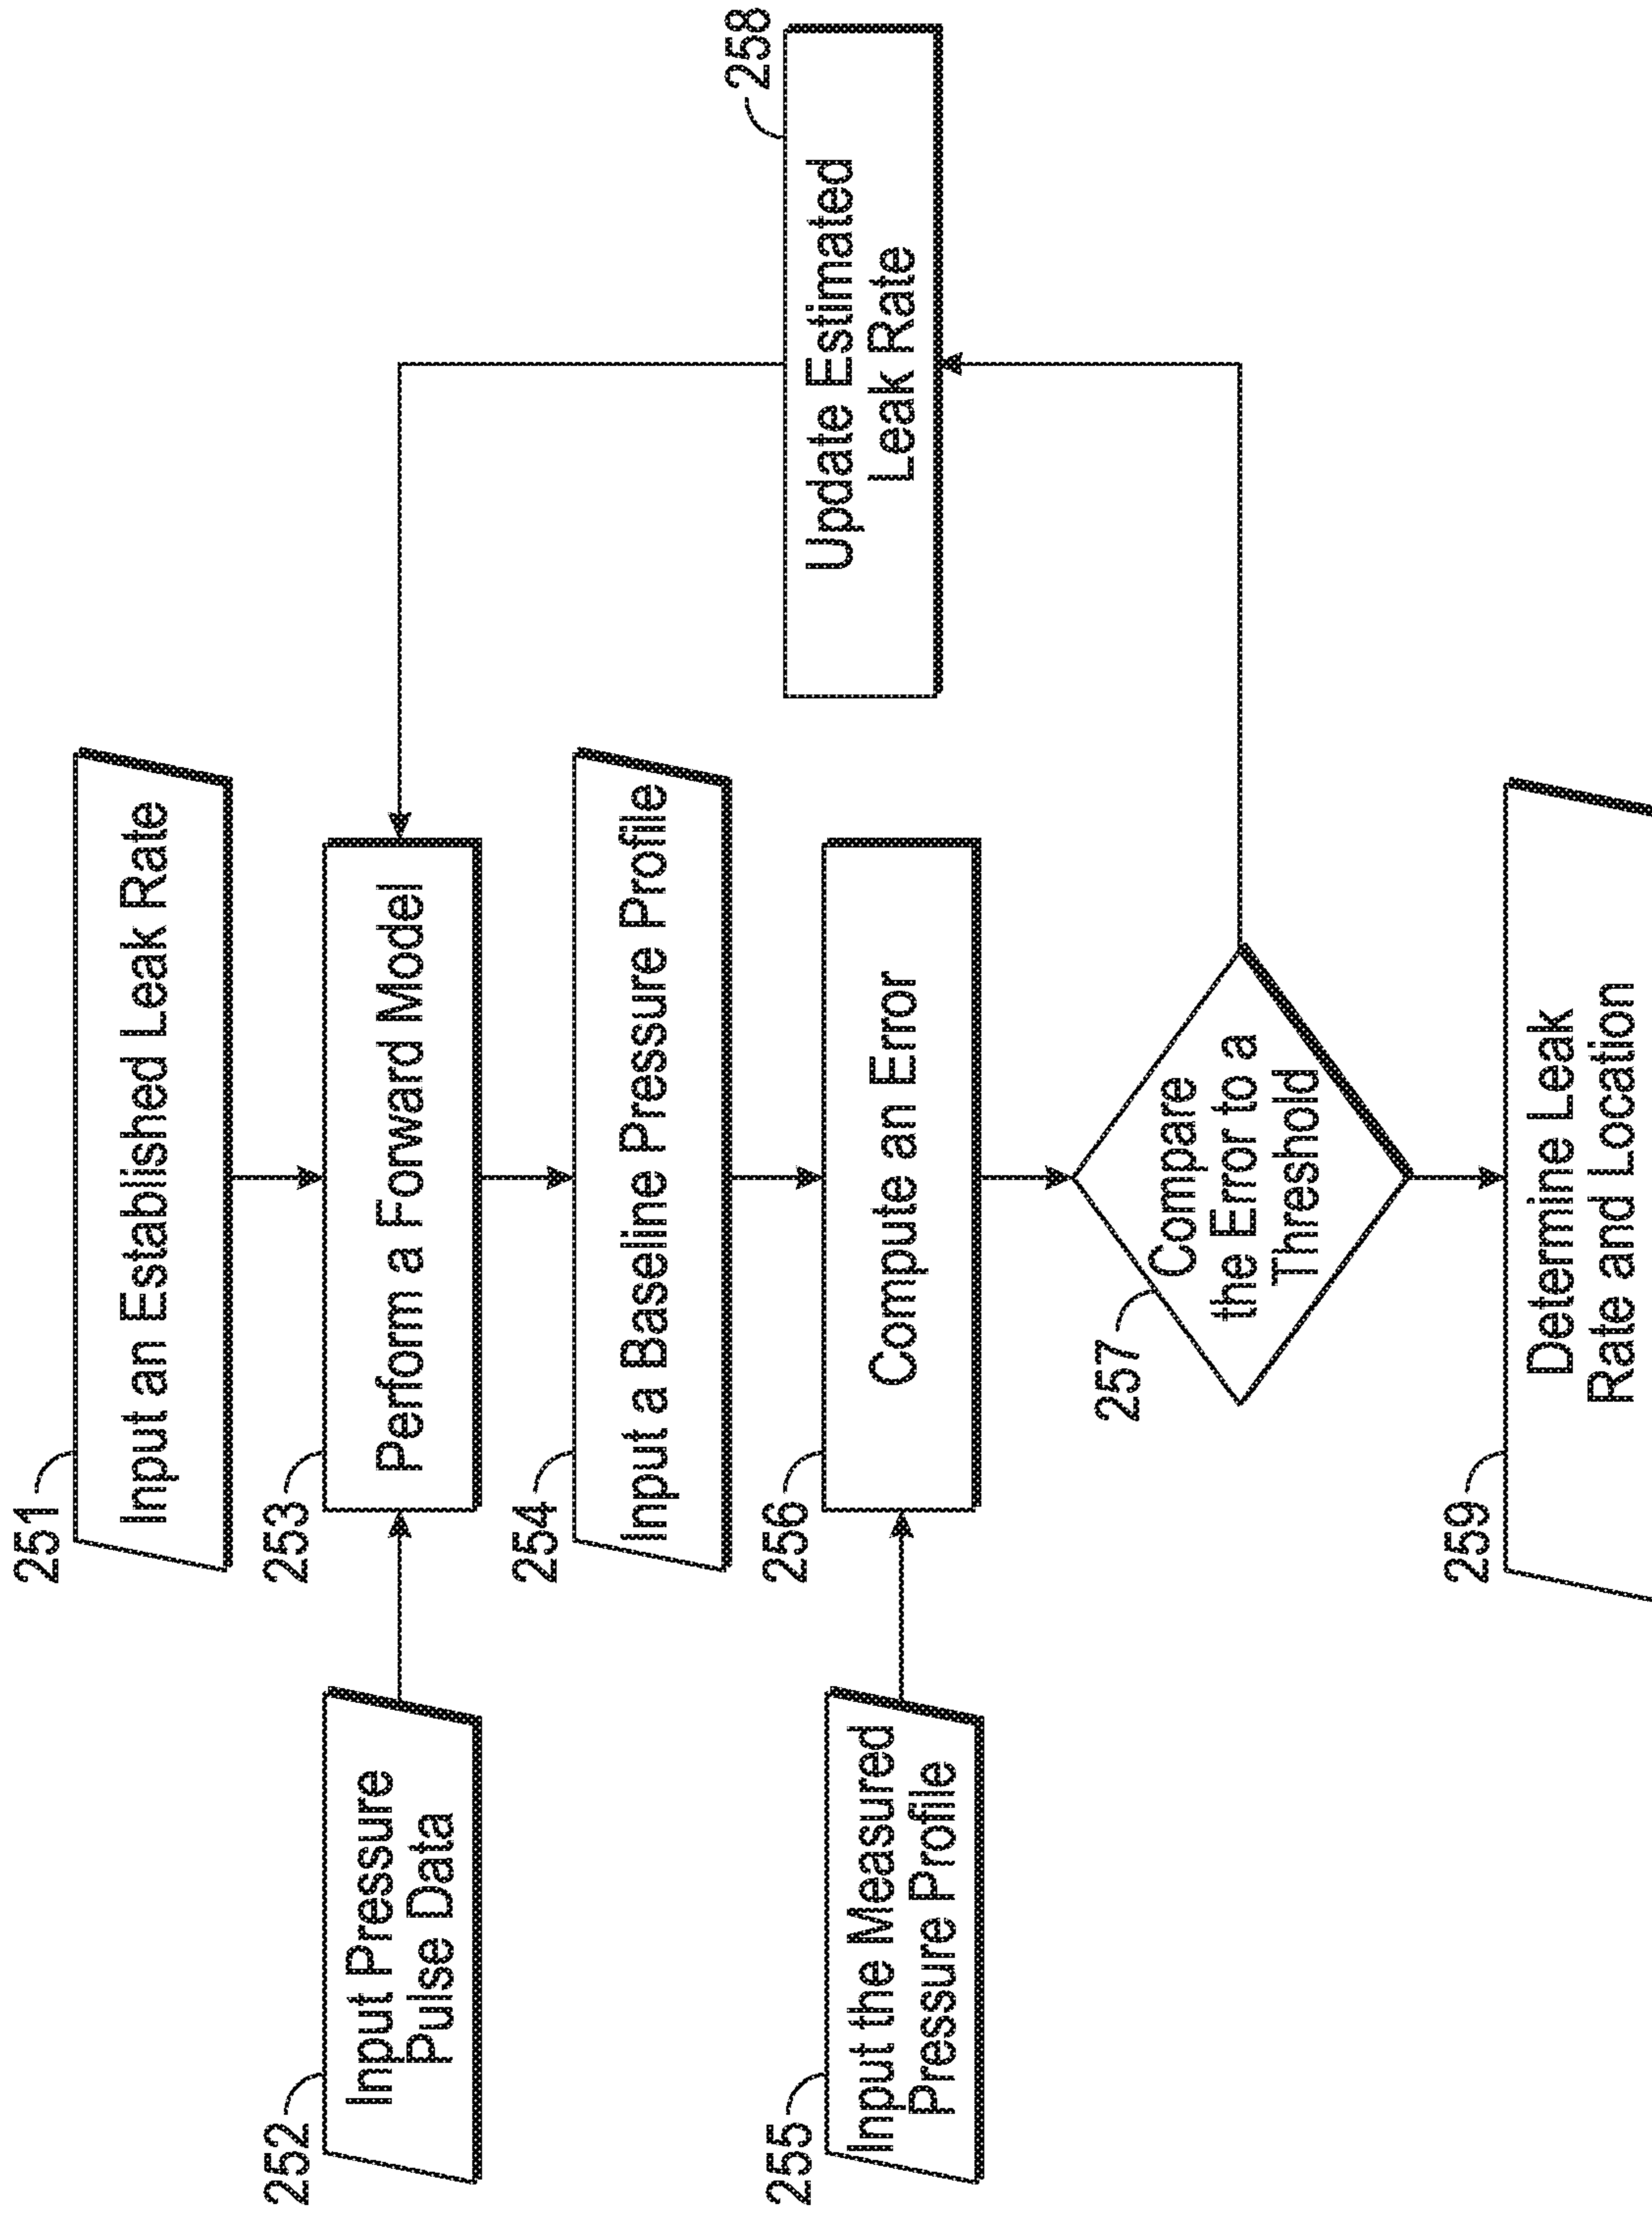 251
Input an Established Leak Rate
252
Input Pressure
Pulse Data
253
Perform a Forward Model
254
Input a Baseline Pressure Profile
255
Input the Measured
Pressure Profile
256
Compute an Error
257
Compare
the Error to a
Threshold
258
Update Estimated
Leak Rate
259
Determine Leak
Rate and Location